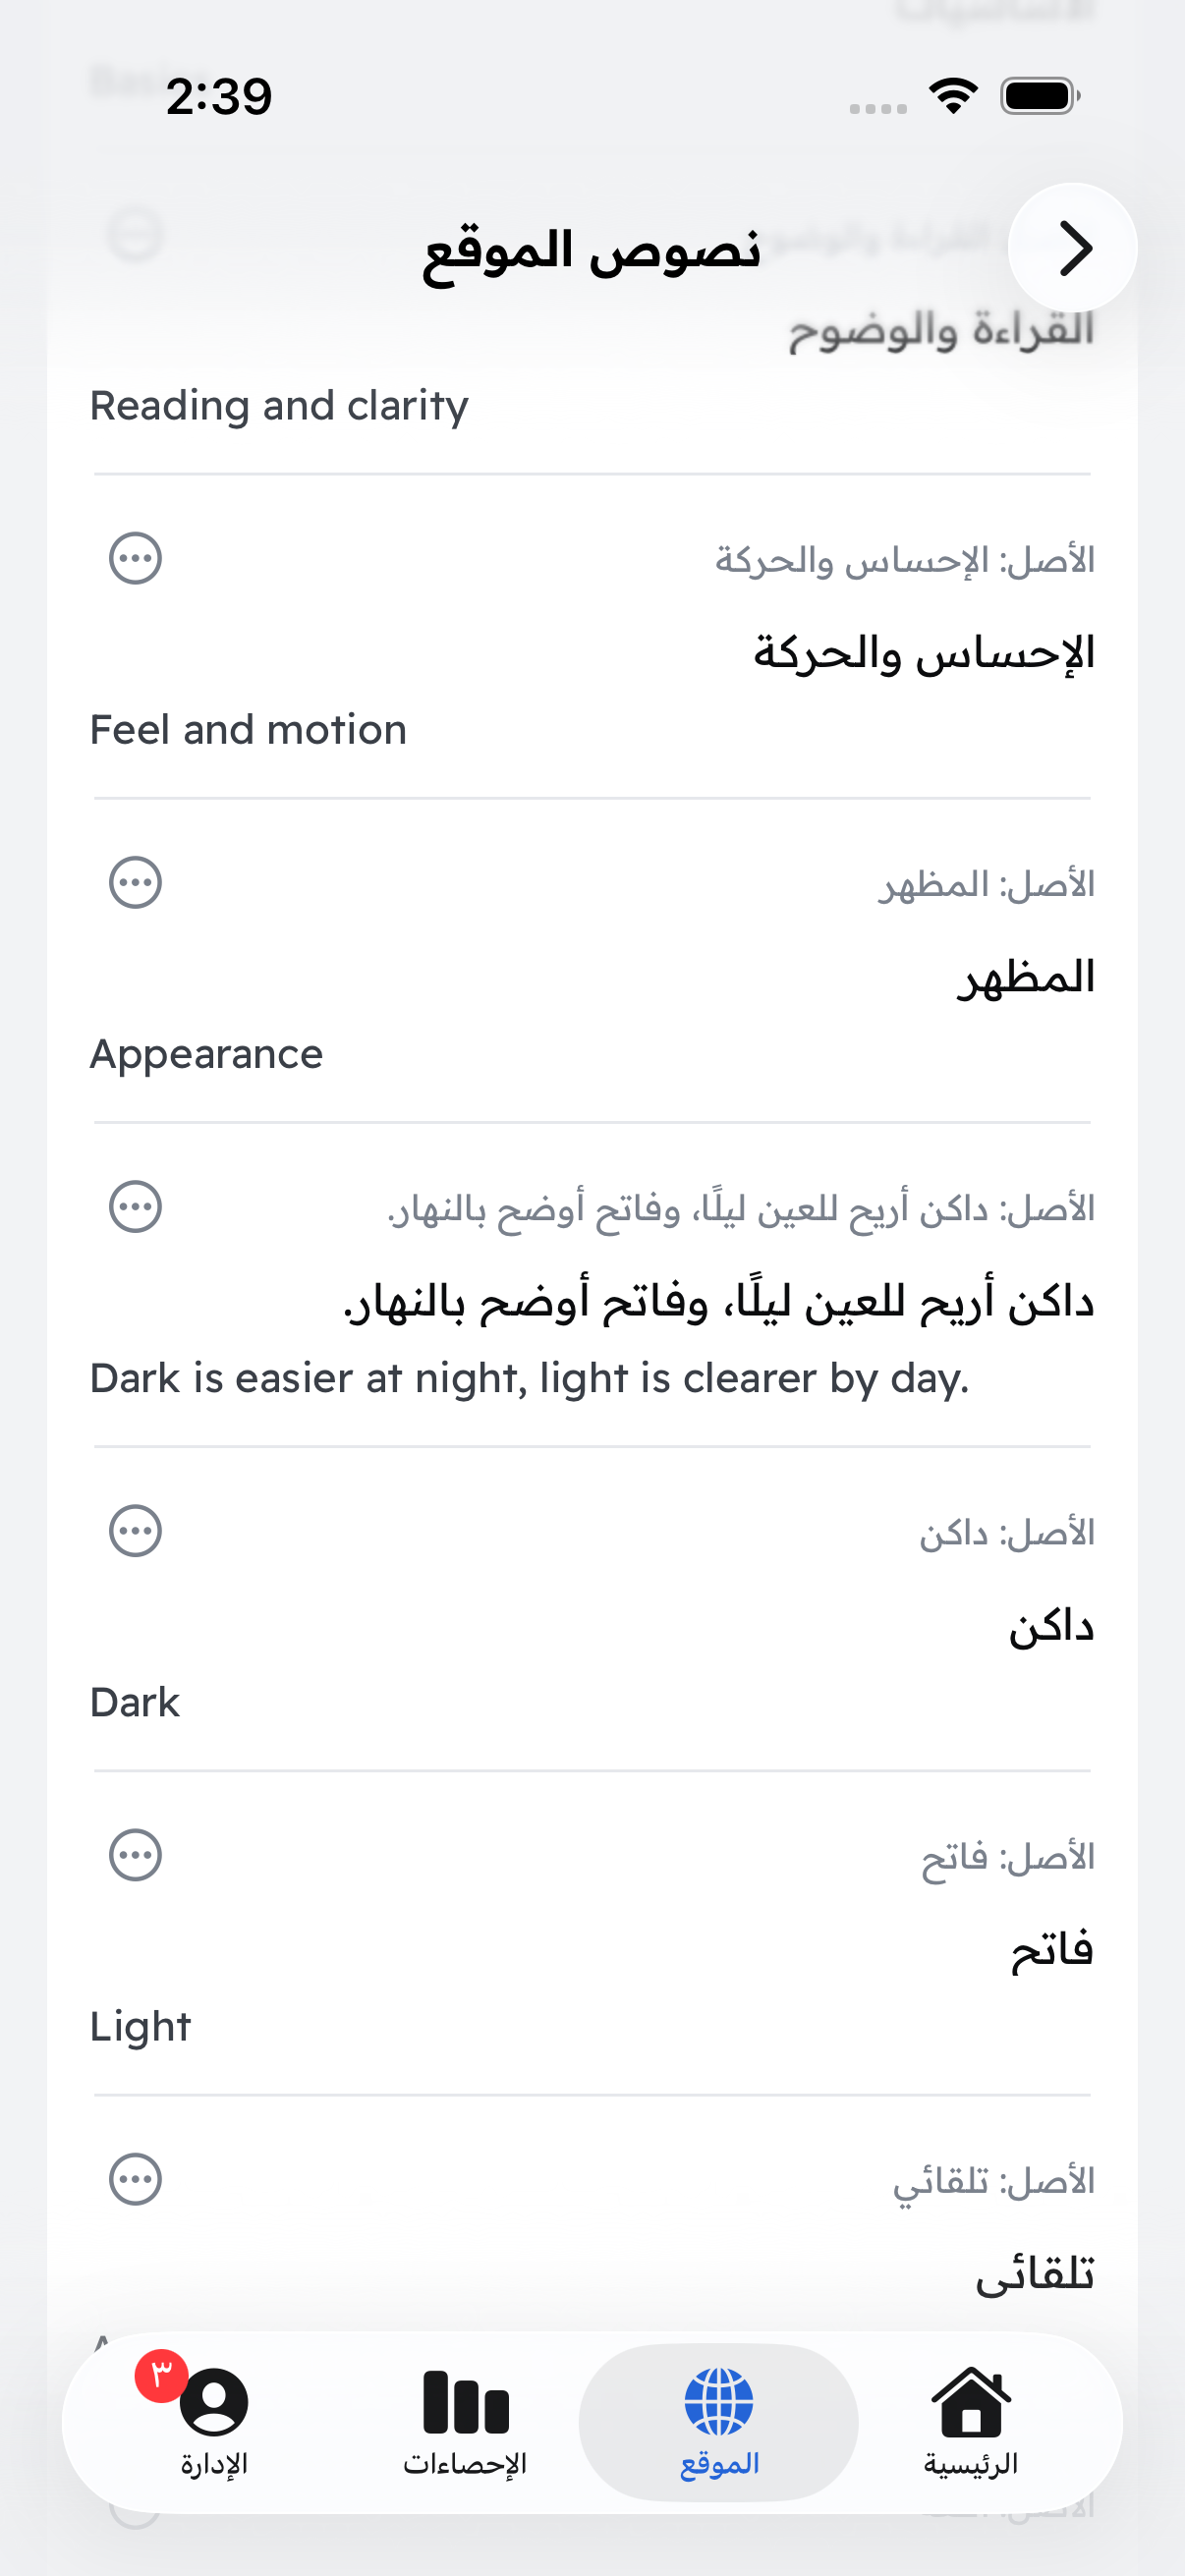 2:39
نصوص الموقع
القراءة والوضوح
Reading and clarity
الأصل: الإحساس والحركة
الإحساس والحركة
Feel and motion
الأصل: المظهر
المظهر
Appearance
الأصل: داكن أريح للعين ليلًا، وفاتح أوضح بالنهار.
داكن أريح للعين ليلًا، وفاتح أوضح بالنهار.
Dark is easier at night, light is clearer by day.
الأصل: داكن
داكن
Dark
الأصل: فاتح
فاتح
Light
الأصل: تلقائي
تلقائي
الرئيسية
الموقع
الإحصاءات
الإدارة
٣